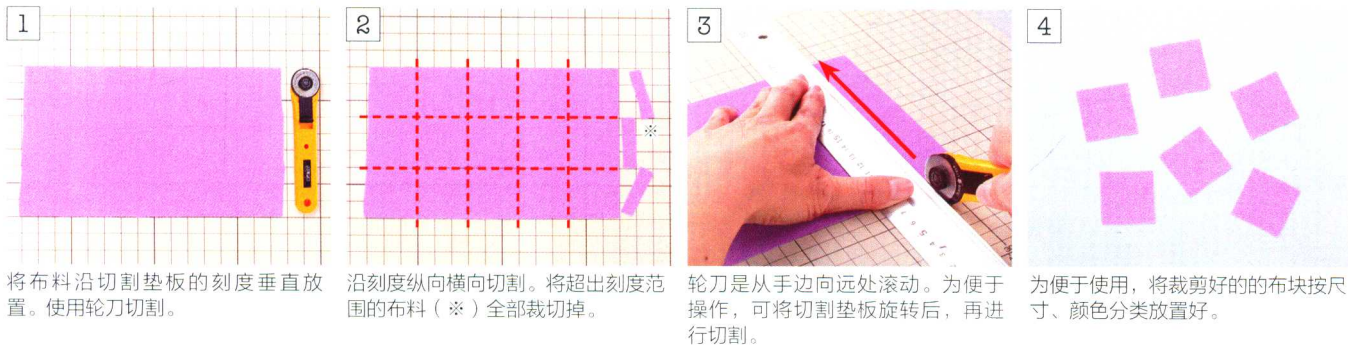 1
将布料沿切割垫板的刻度垂直放
置。使用轮刀切割。
2
※
沿刻度纵向横向切割。将超出刻度范
围的布料（※）全部裁切掉。
3
轮刀是从手边向远处滚动。为便于
操作，可将切割垫板旋转后，再进
行切割。
4
为便于使用，将裁剪好的的布块按尺
寸、颜色分类放置好。